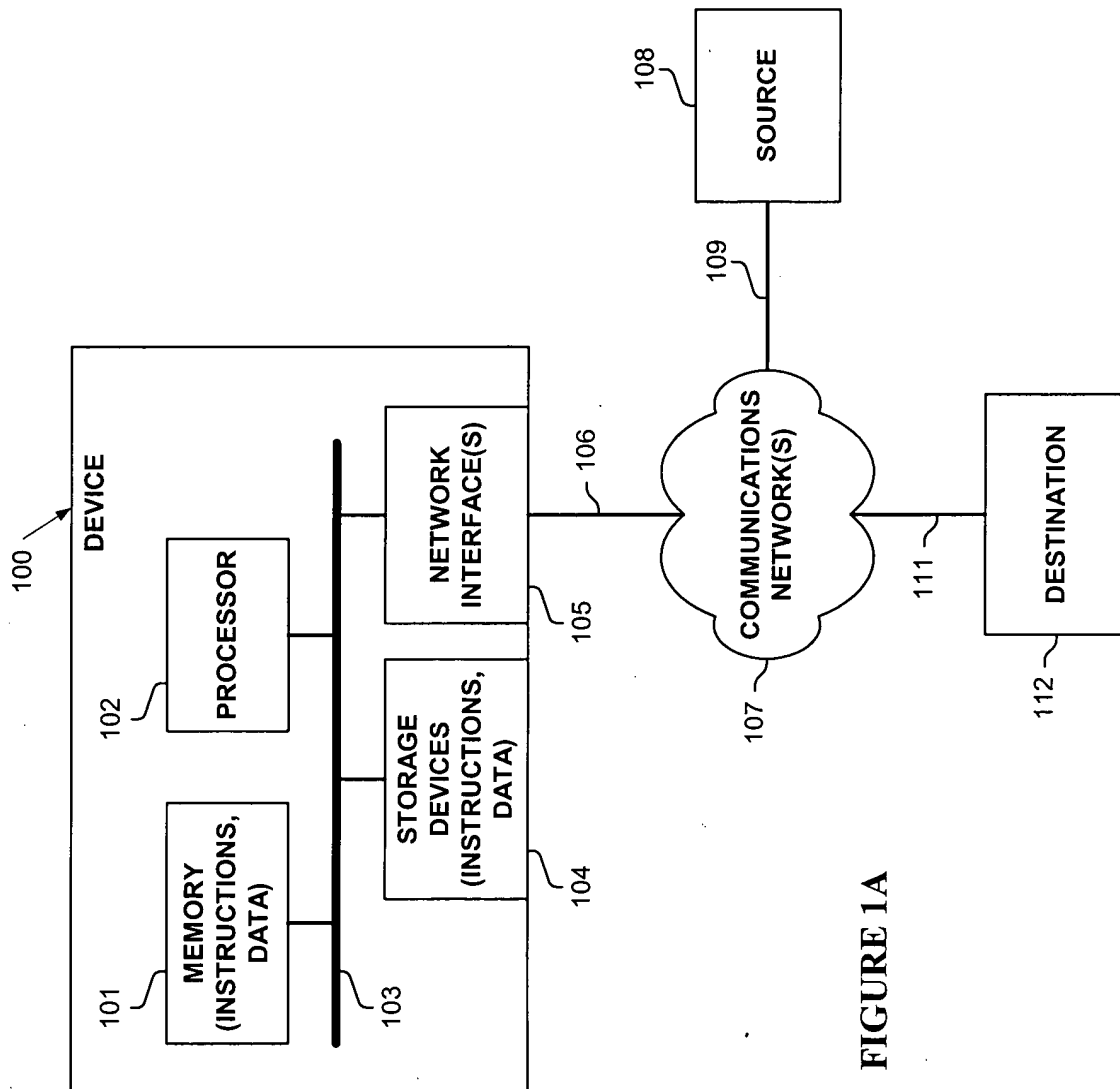 100
DEVICE
101
MEMORY
(INSTRUCTIONS,
DATA)
102
PROCESSOR
103
104
STORAGE
DEVICES
(INSTRUCTIONS,
DATA)
105
NETWORK
INTERFACE(S)
106
107
COMMUNICATIONS
NETWORK(S)
108
SOURCE
109
111
112
DESTINATION
FIGURE 1A